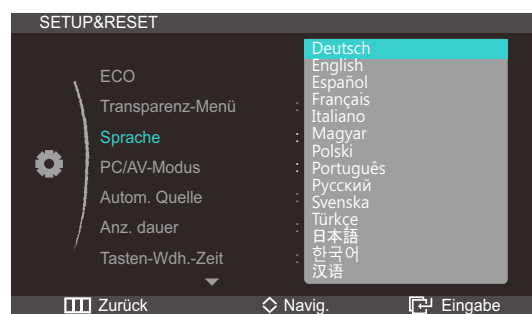 SETUP&RESET
ECO
Transparenz-Menü :
Sprache :
PC/AV-Modus :
Autom. Quelle :
Anz. dauer :
Tasten-Wdh.-Zeit :
Deutsch
English
Español
Français
Italiano
Magyar
Polski
Português
Русский
Svenska
Türkçe
日本語
한국어
汉语
Zurück
Navig.
Eingabe